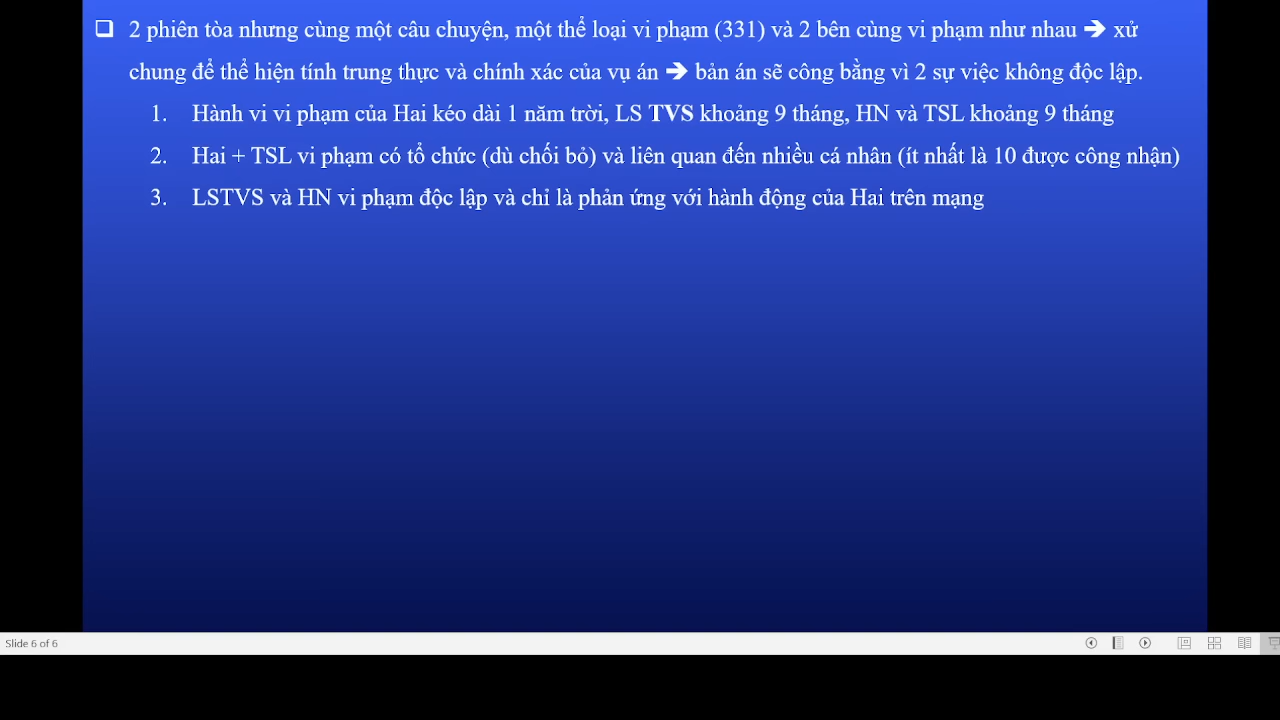 ❑ 2 phiên tòa nhưng cùng một câu chuyện, một thể loại vi phạm (331) và 2 bên cùng vi phạm như nhau ➔ xử
chung để thể hiện tính trung thực và chính xác của vụ án ➔ bản án sẽ công bằng vì 2 sự việc không độc lập.
1. Hành vi vi phạm của Hai kéo dài 1 năm trời, LS TVS khoảng 9 tháng, HN và TSL khoảng 9 tháng
2. Hai + TSL vi phạm có tổ chức (dù chối bỏ) và liên quan đến nhiều cá nhân (ít nhất là 10 được công nhận)
3. LSTVS và HN vi phạm độc lập và chỉ là phản ứng với hành động của Hai trên mạng
Slide 6 of 6